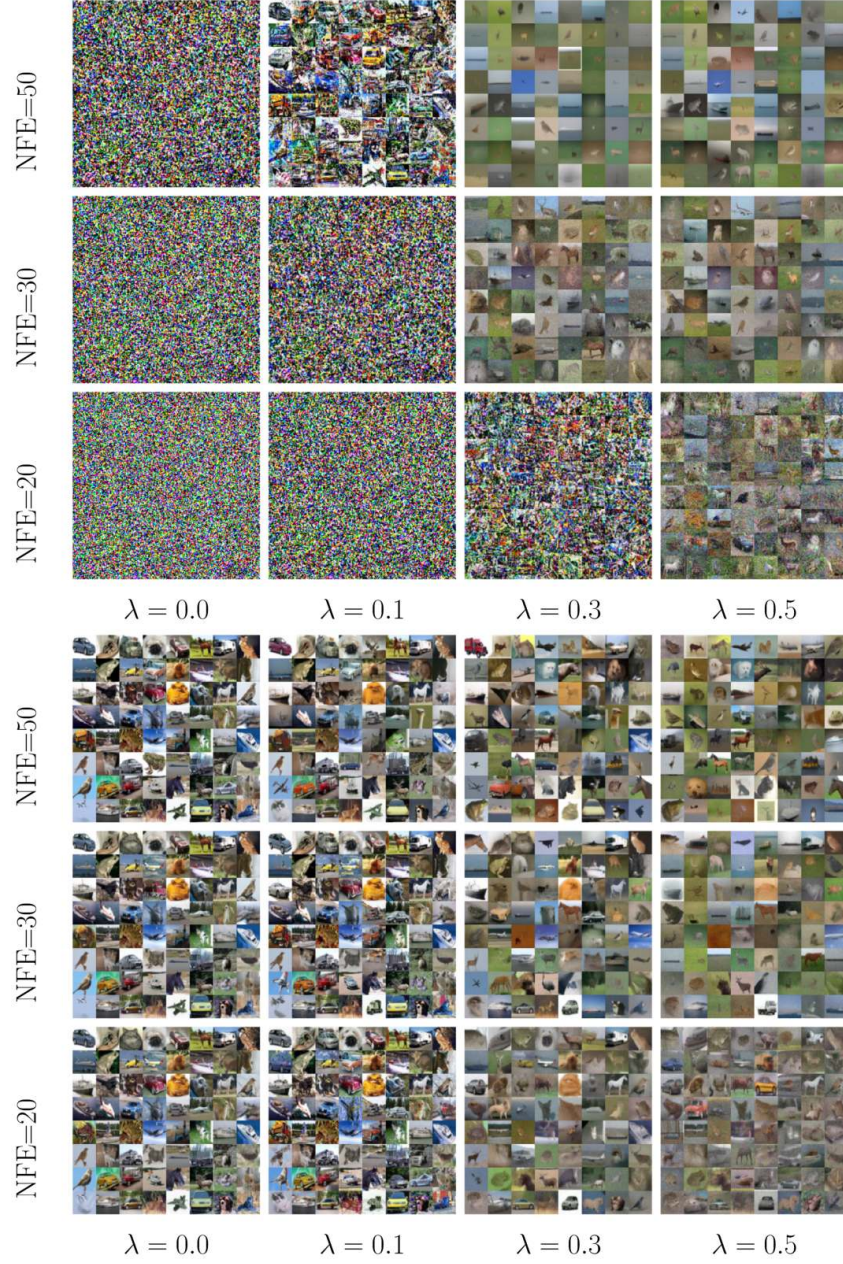 NFE=50
NFE=30
NFE=20
λ = 0.0 λ = 0.1 λ = 0.3 λ = 0.5
NFE=50
NFE=30
NFE=20
λ = 0.0 λ = 0.1 λ = 0.3 λ = 0.5